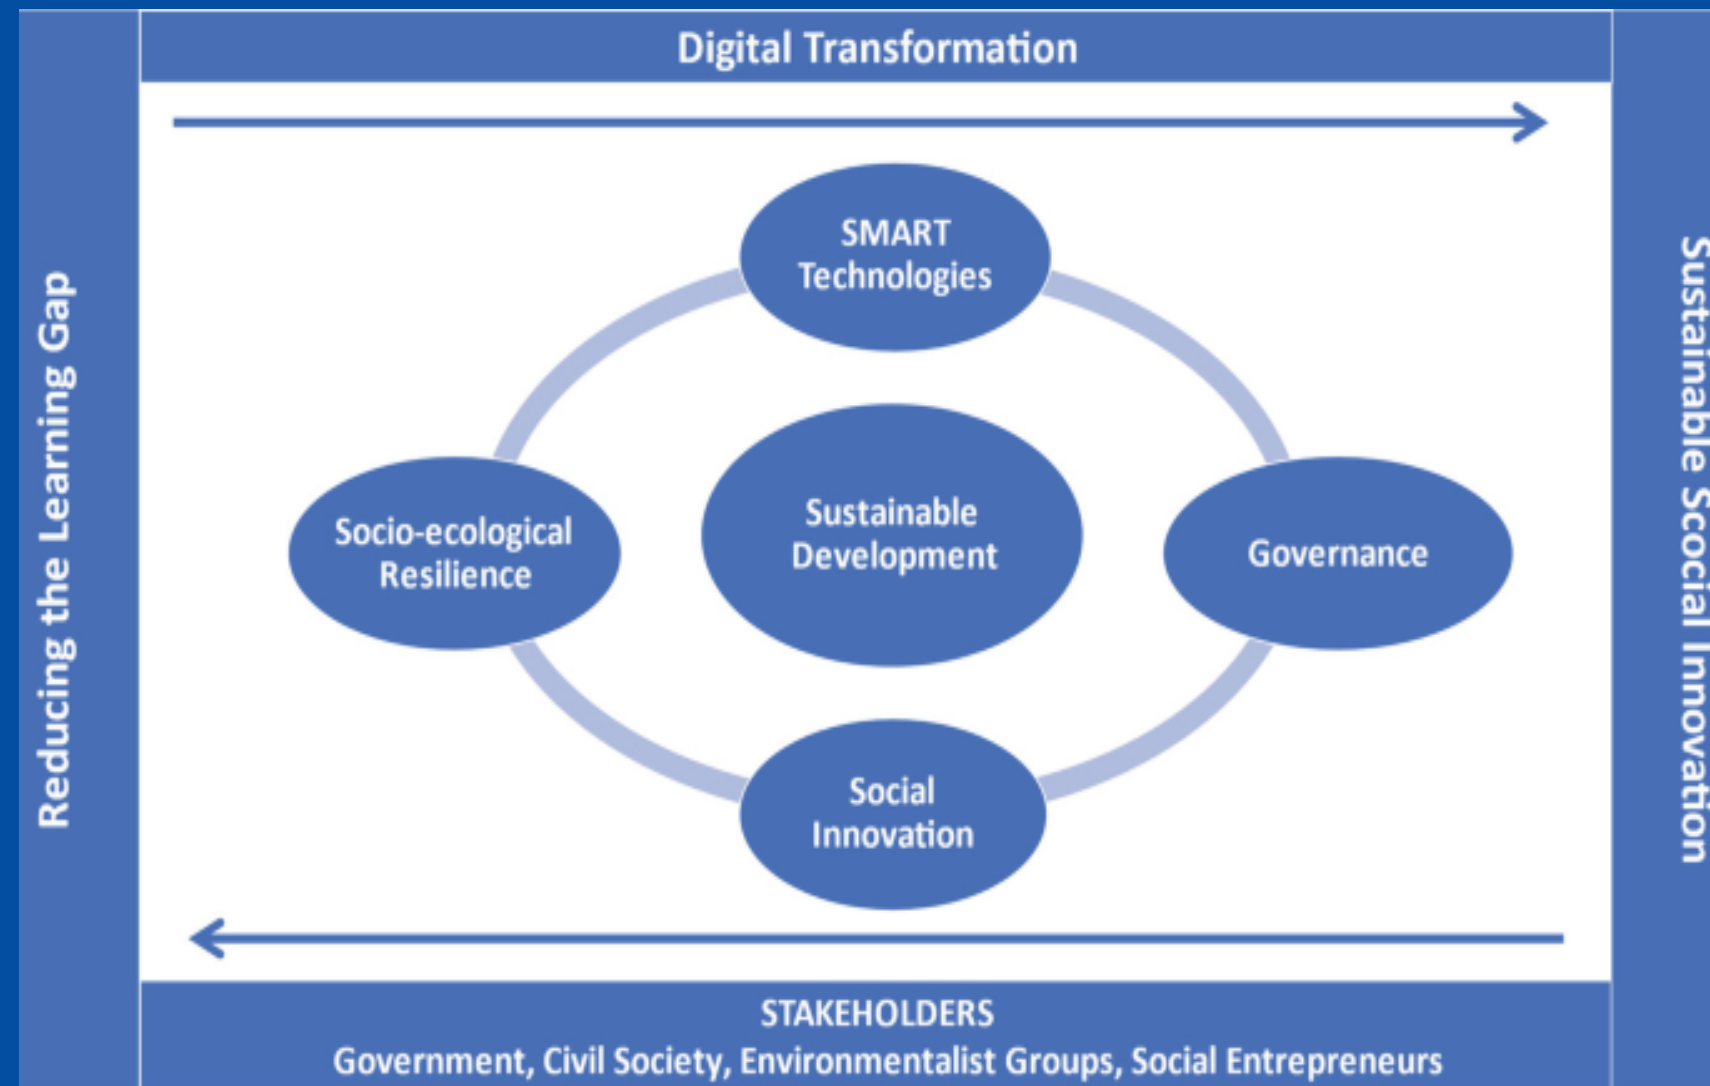 Digital Transformation
Reducing the Learning Gap
SMART
Technologies
Socio-ecological
Resilience
Sustainable
Development
Governance
Social
Innovation
Sustainable Scocial Innovation
STAKEHOLDERS
Government, Civil Society, Environmentalist Groups, Social Entrepreneurs